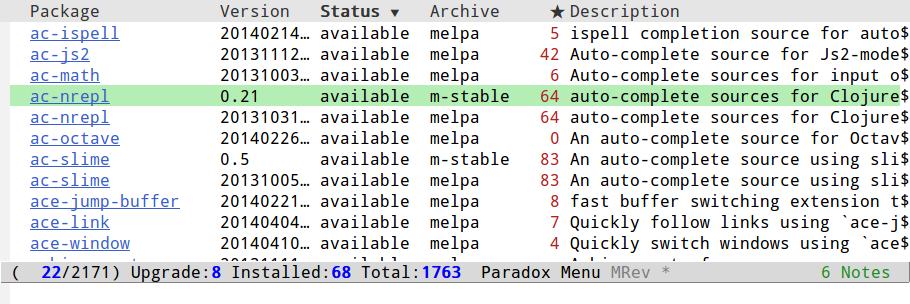 Package Version Status ▼ Archive ★ Description
ac-ispell 20140214… available melpa 5 ispell completion source for auto$
ac-js2 20131112… available melpa 42 Auto-complete source for Js2-mode$
ac-math 20131003… available melpa 6 Auto-complete sources for input o$
ac-nrepl 0.21 available m-stable 64 auto-complete sources for Clojure$
ac-nrepl 20131031… available melpa 64 auto-complete sources for Clojure$
ac-octave 20140226… available melpa 0 An auto-complete source for Octav$
ac-slime 0.5 available m-stable 83 An auto-complete source using sli$
ac-slime 20131005… available melpa 83 An auto-complete source using sli$
ace-jump-buffer 20140221… available melpa 8 fast buffer switching extension t$
ace-link 20140404… available melpa 7 Quickly follow links using `ace-j$
ace-window 20140410… available melpa 4 Quickly switch windows using `ace$
( 22/2171) Upgrade:8 Installed:68 Total:1763 Paradox Menu MRev * 6 Notes